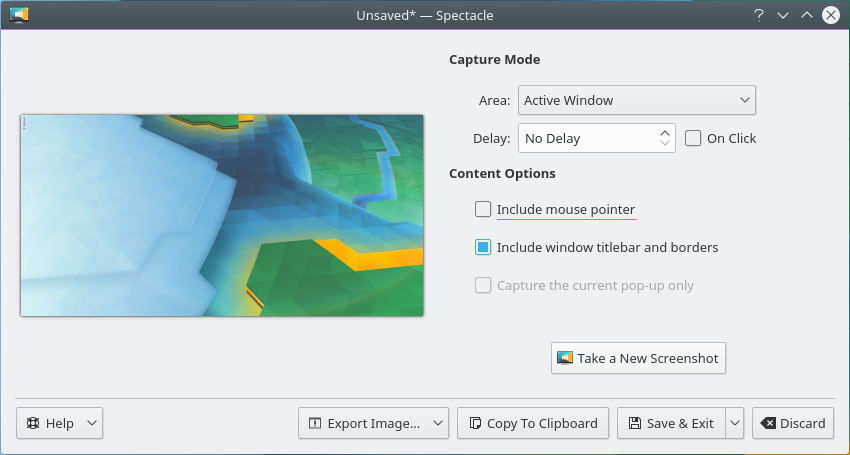 Unsaved* — Spectacle
Capture Mode
Area: Active Window
Delay: No Delay On Click
Content Options
Include mouse pointer
Include window titlebar and borders
Capture the current pop-up only
Take a New Screenshot
Help Export Image... Copy To Clipboard Save & Exit Discard